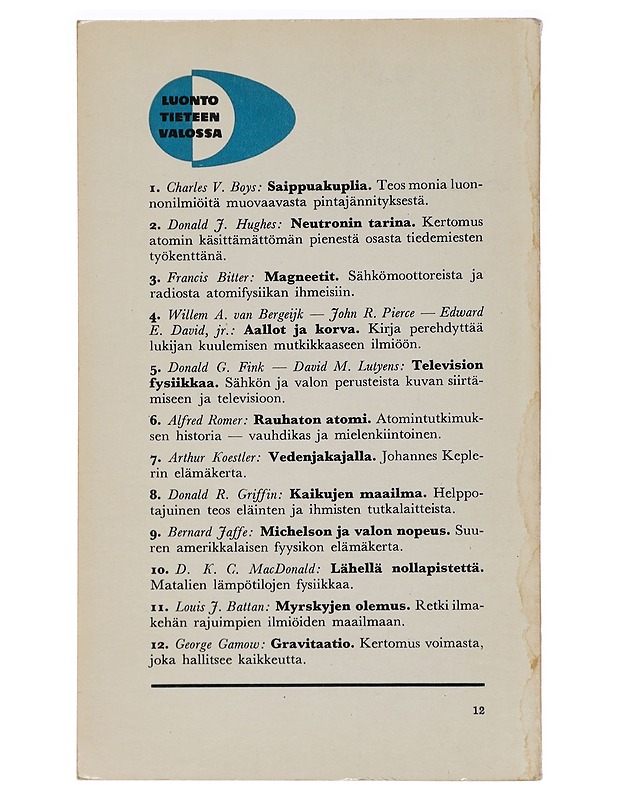 LUONTO
TIETEEN
VALOSSA
1. Charles V. Boys: Saippuakuplia. Teos monia luon-
nonilmiöitä muovaavasta pintajännityksestä.
2. Donald J. Hughes: Neutronin tarina. Kertomus
atomin käsittämättömän pienestä osasta tiedemiesten
työkenttänä.
3. Francis Bitter: Magneetit. Sähkömoottoreista ja
radiosta atomifysiikan ihmeisiin.
4. Willem A. van Bergeijk — John R. Pierce — Edward
E. David, jr.: Aallot ja korva. Kirja perehdyttää
lukijan kuulemisen mutkikkaaseen ilmiöön.
5. Donald G. Fink — David M. Lutyens: Television
fysiikkaa. Sähkön ja valon perusteista kuvan siirtä-
miseen ja televisioon.
6. Alfred Romer: Rauhaton atomi. Atomintutkimuk-
sen historia — vauhdikas ja mielenkiintoinen.
7. Arthur Koestler: Vedenjakajalla. Johannes Keple-
rin elämäkerta.
8. Donald R. Griffin: Kaikujen maailma. Helppo-
tajuinen teos eläinten ja ihmisten tutkalaitteista.
9. Bernard Jaffe: Michelson ja valon nopeus. Suu-
ren amerikkalaisen fyysikon elämäkerta.
10. D. K. C. MacDonald: Lähellä nollapistettä.
Matalien lämpötilojen fysiikkaa.
11. Louis J. Battan: Myrskyjen olemus. Retki ilma-
kehän rajuimpien ilmiöiden maailmaan.
12. George Gamow: Gravitaatio. Kertomus voimasta,
joka hallitsee kaikkeutta.
12